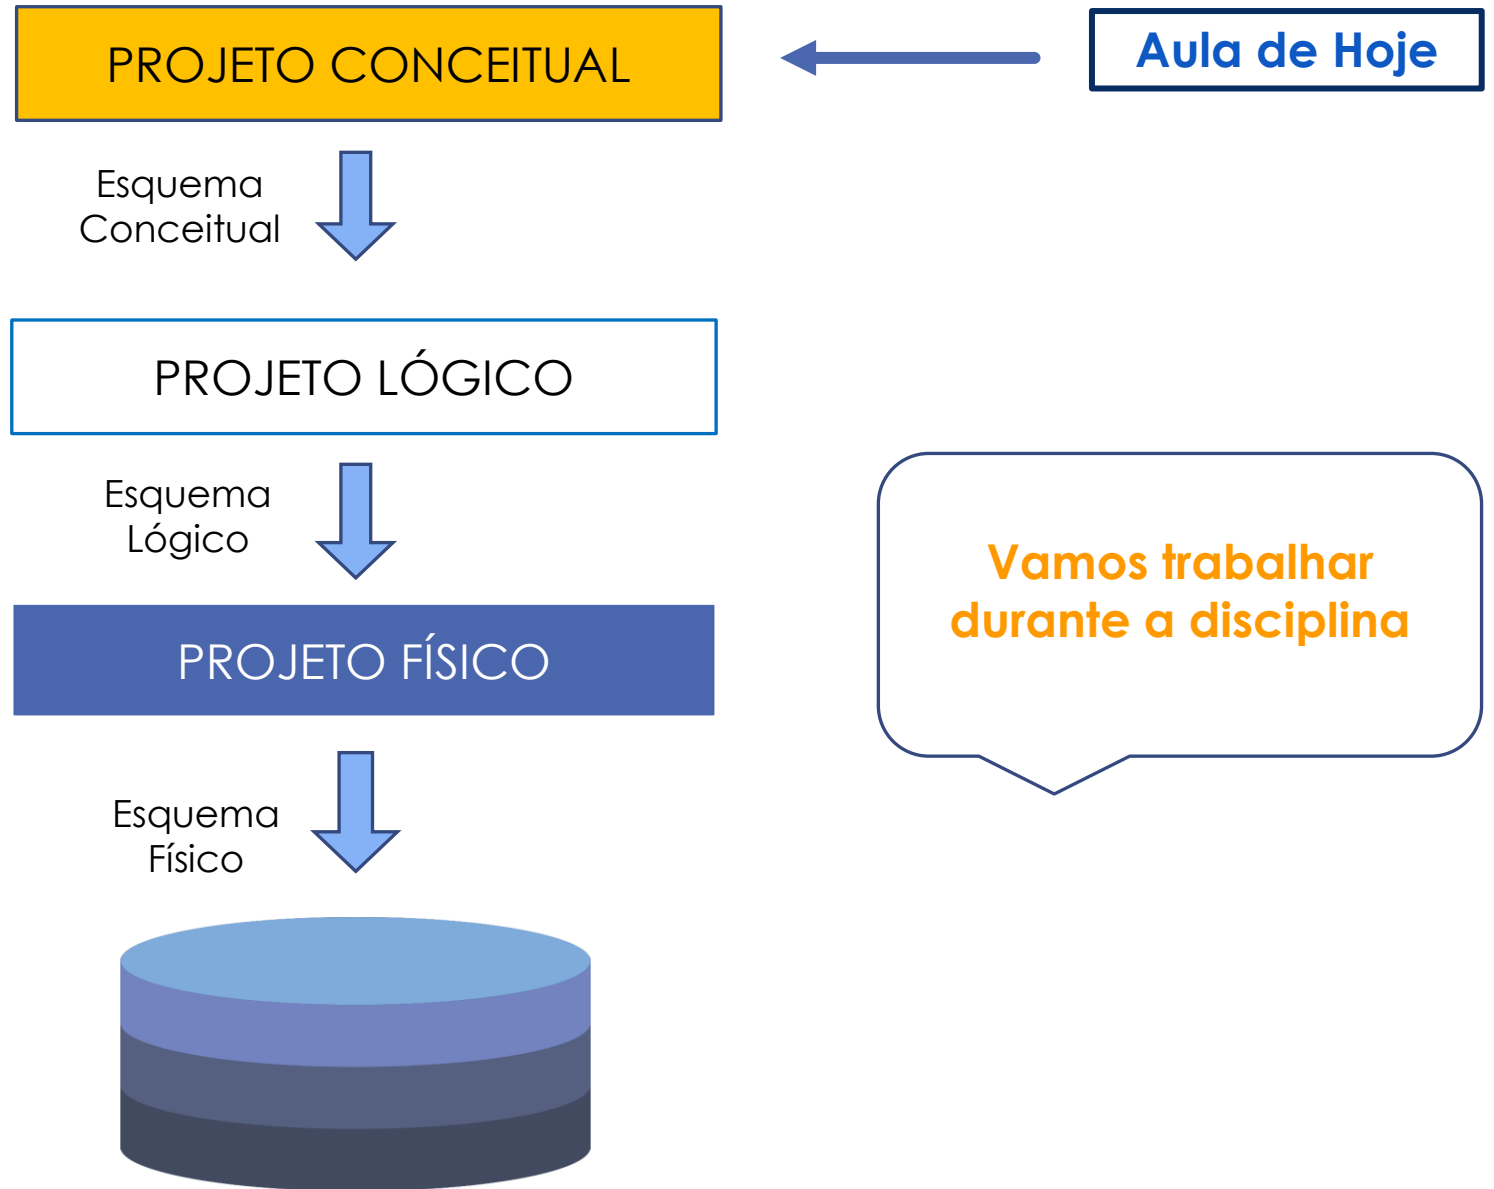 PROJETO CONCEITUAL
Aula de Hoje
Esquema
Conceitual
PROJETO LÓGICO
Esquema
Lógico
Vamos trabalhar
durante a disciplina
PROJETO FÍSICO
Esquema
Físico